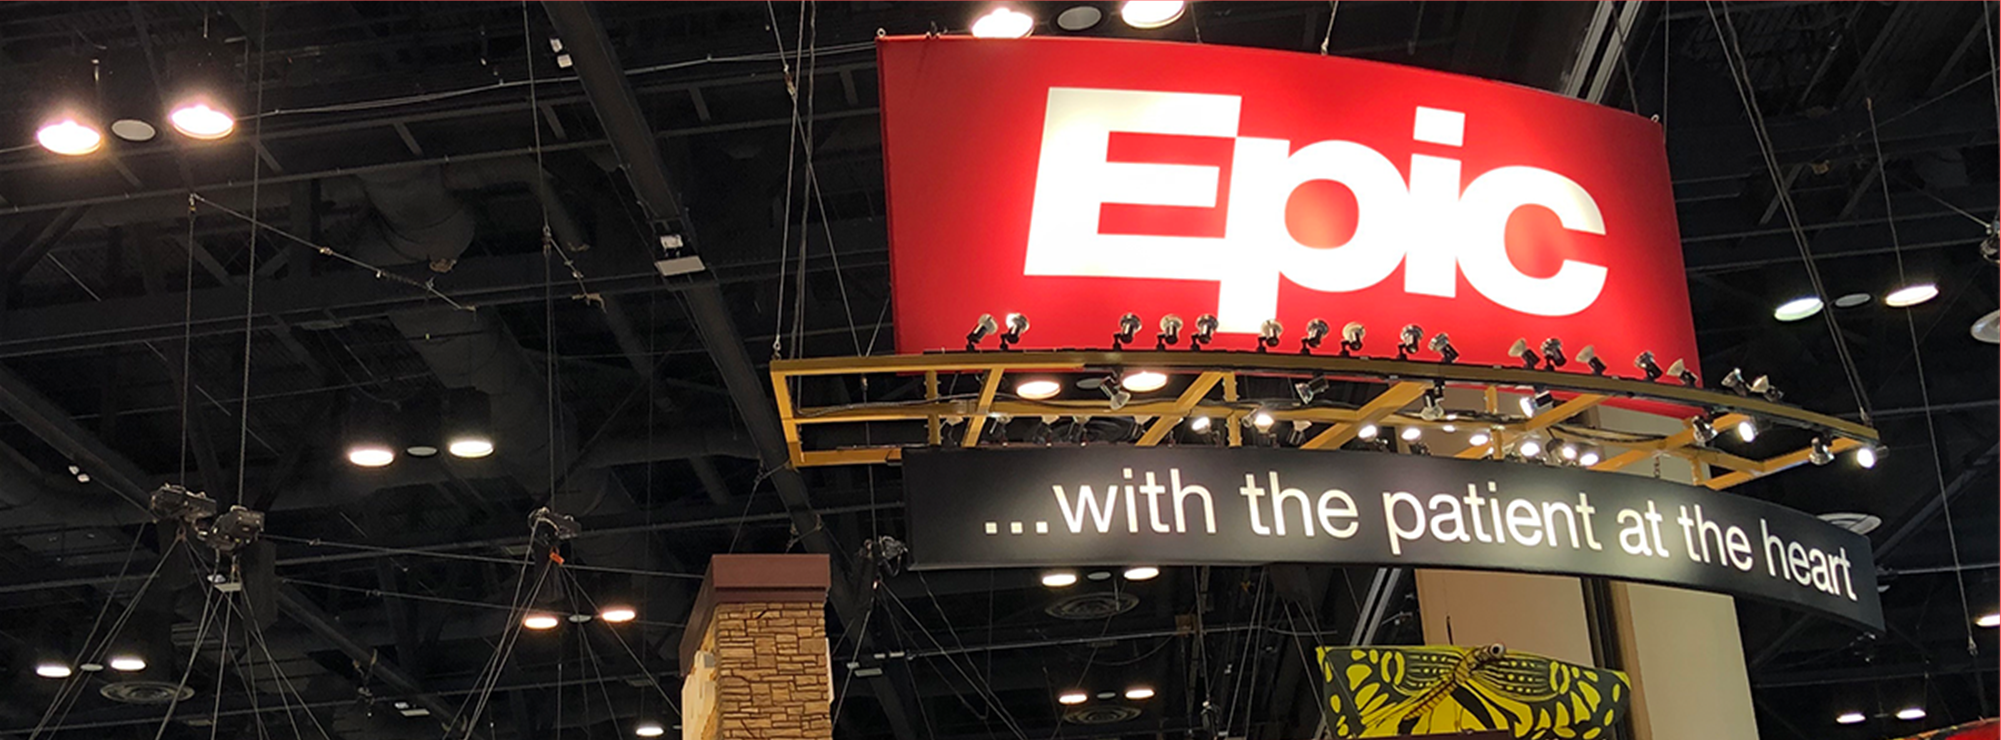 Epic
...with the patient at the heart